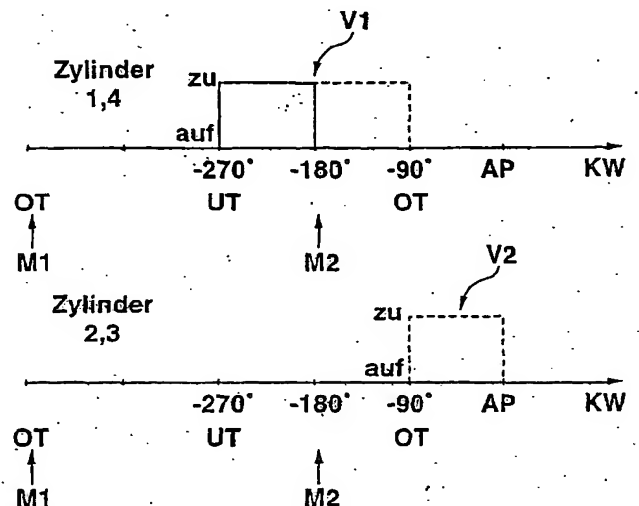 V1
Zylinder
1,4
zu
auf
-270° -180° -90° AP KW
OT UT OT
M1 M2
V2
Zylinder
2,3
zu
auf
-270° -180° -90° AP KW
OT UT OT
M1 M2